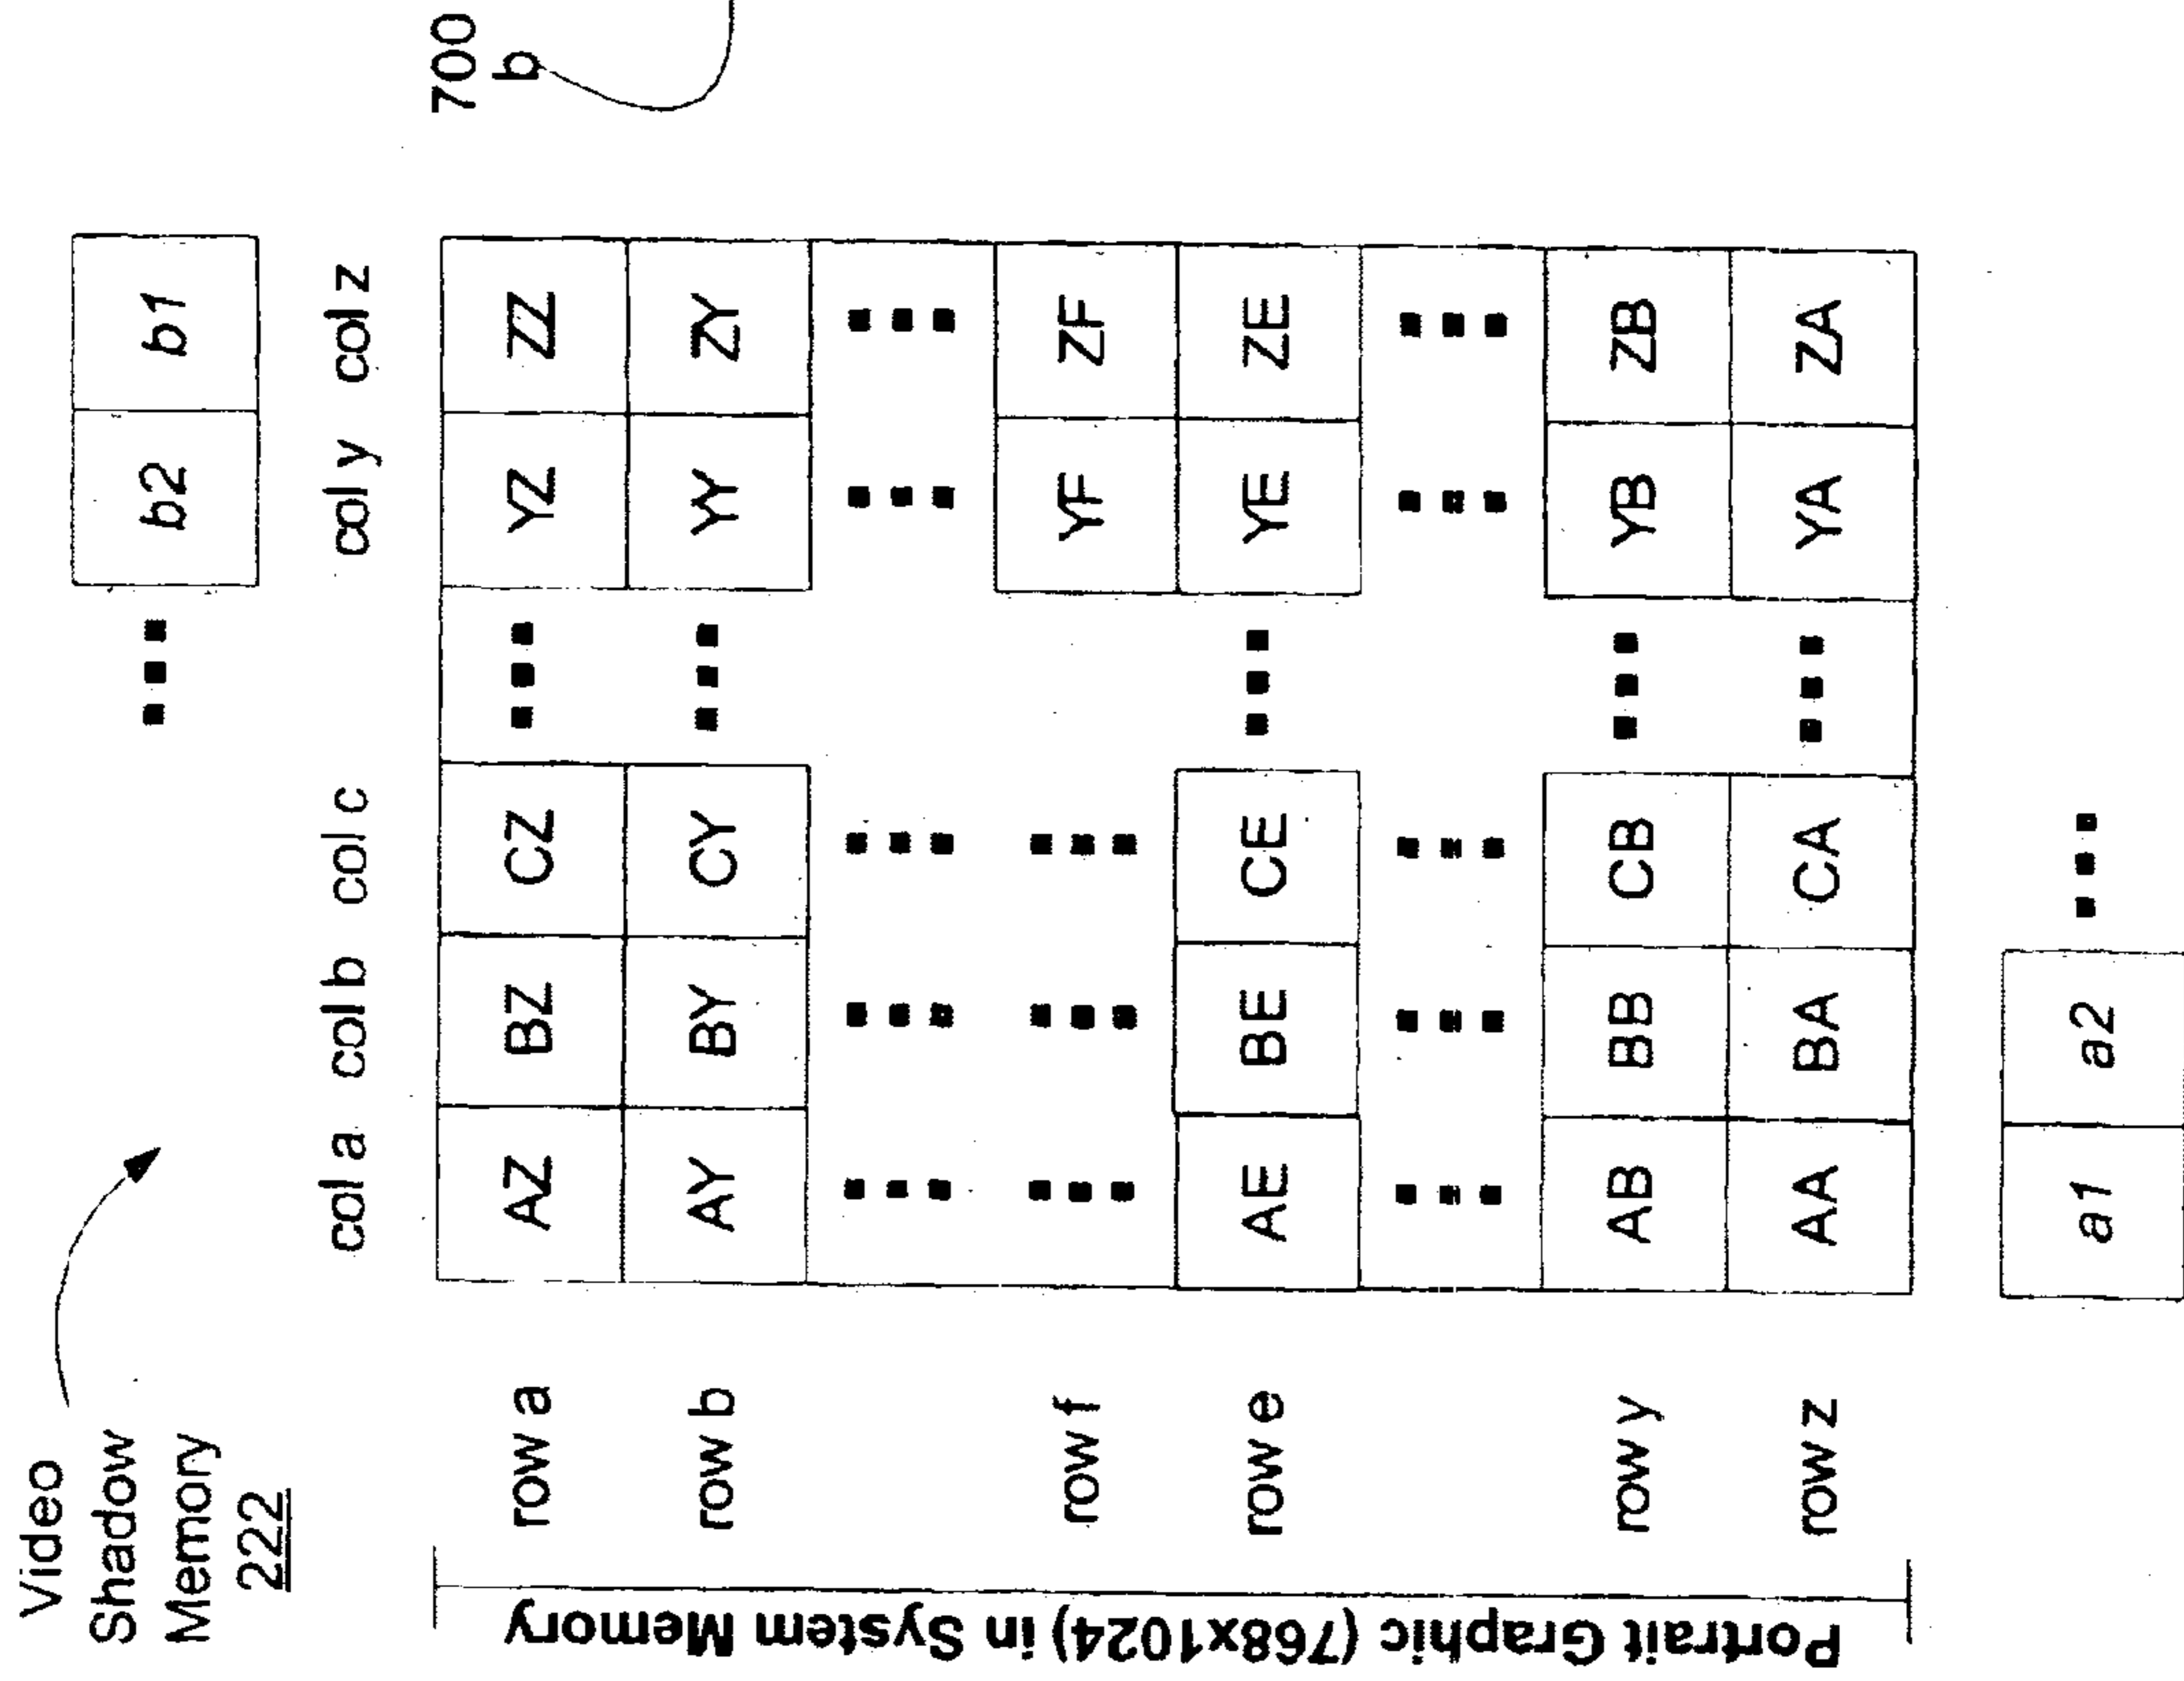 Video
Shadow
Memory
222
b2 b1
col a col b col c col y col z
700
b
row a AZ BZ CZ YZ ZZ
row b AY BY CY YY ZY
row f YF ZF
row e AE BE CE YE ZE
row y AB BB CB YB ZB
row z AA BA CA YA ZA
a1 a2
Portrait Graphic (768x1024) in System Memory